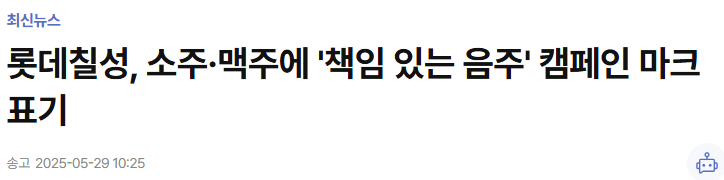 최신뉴스
롯데칠성, 소주·맥주에 '책임 있는 음주' 캠페인 마크
표기
송고 2025-05-29 10:25